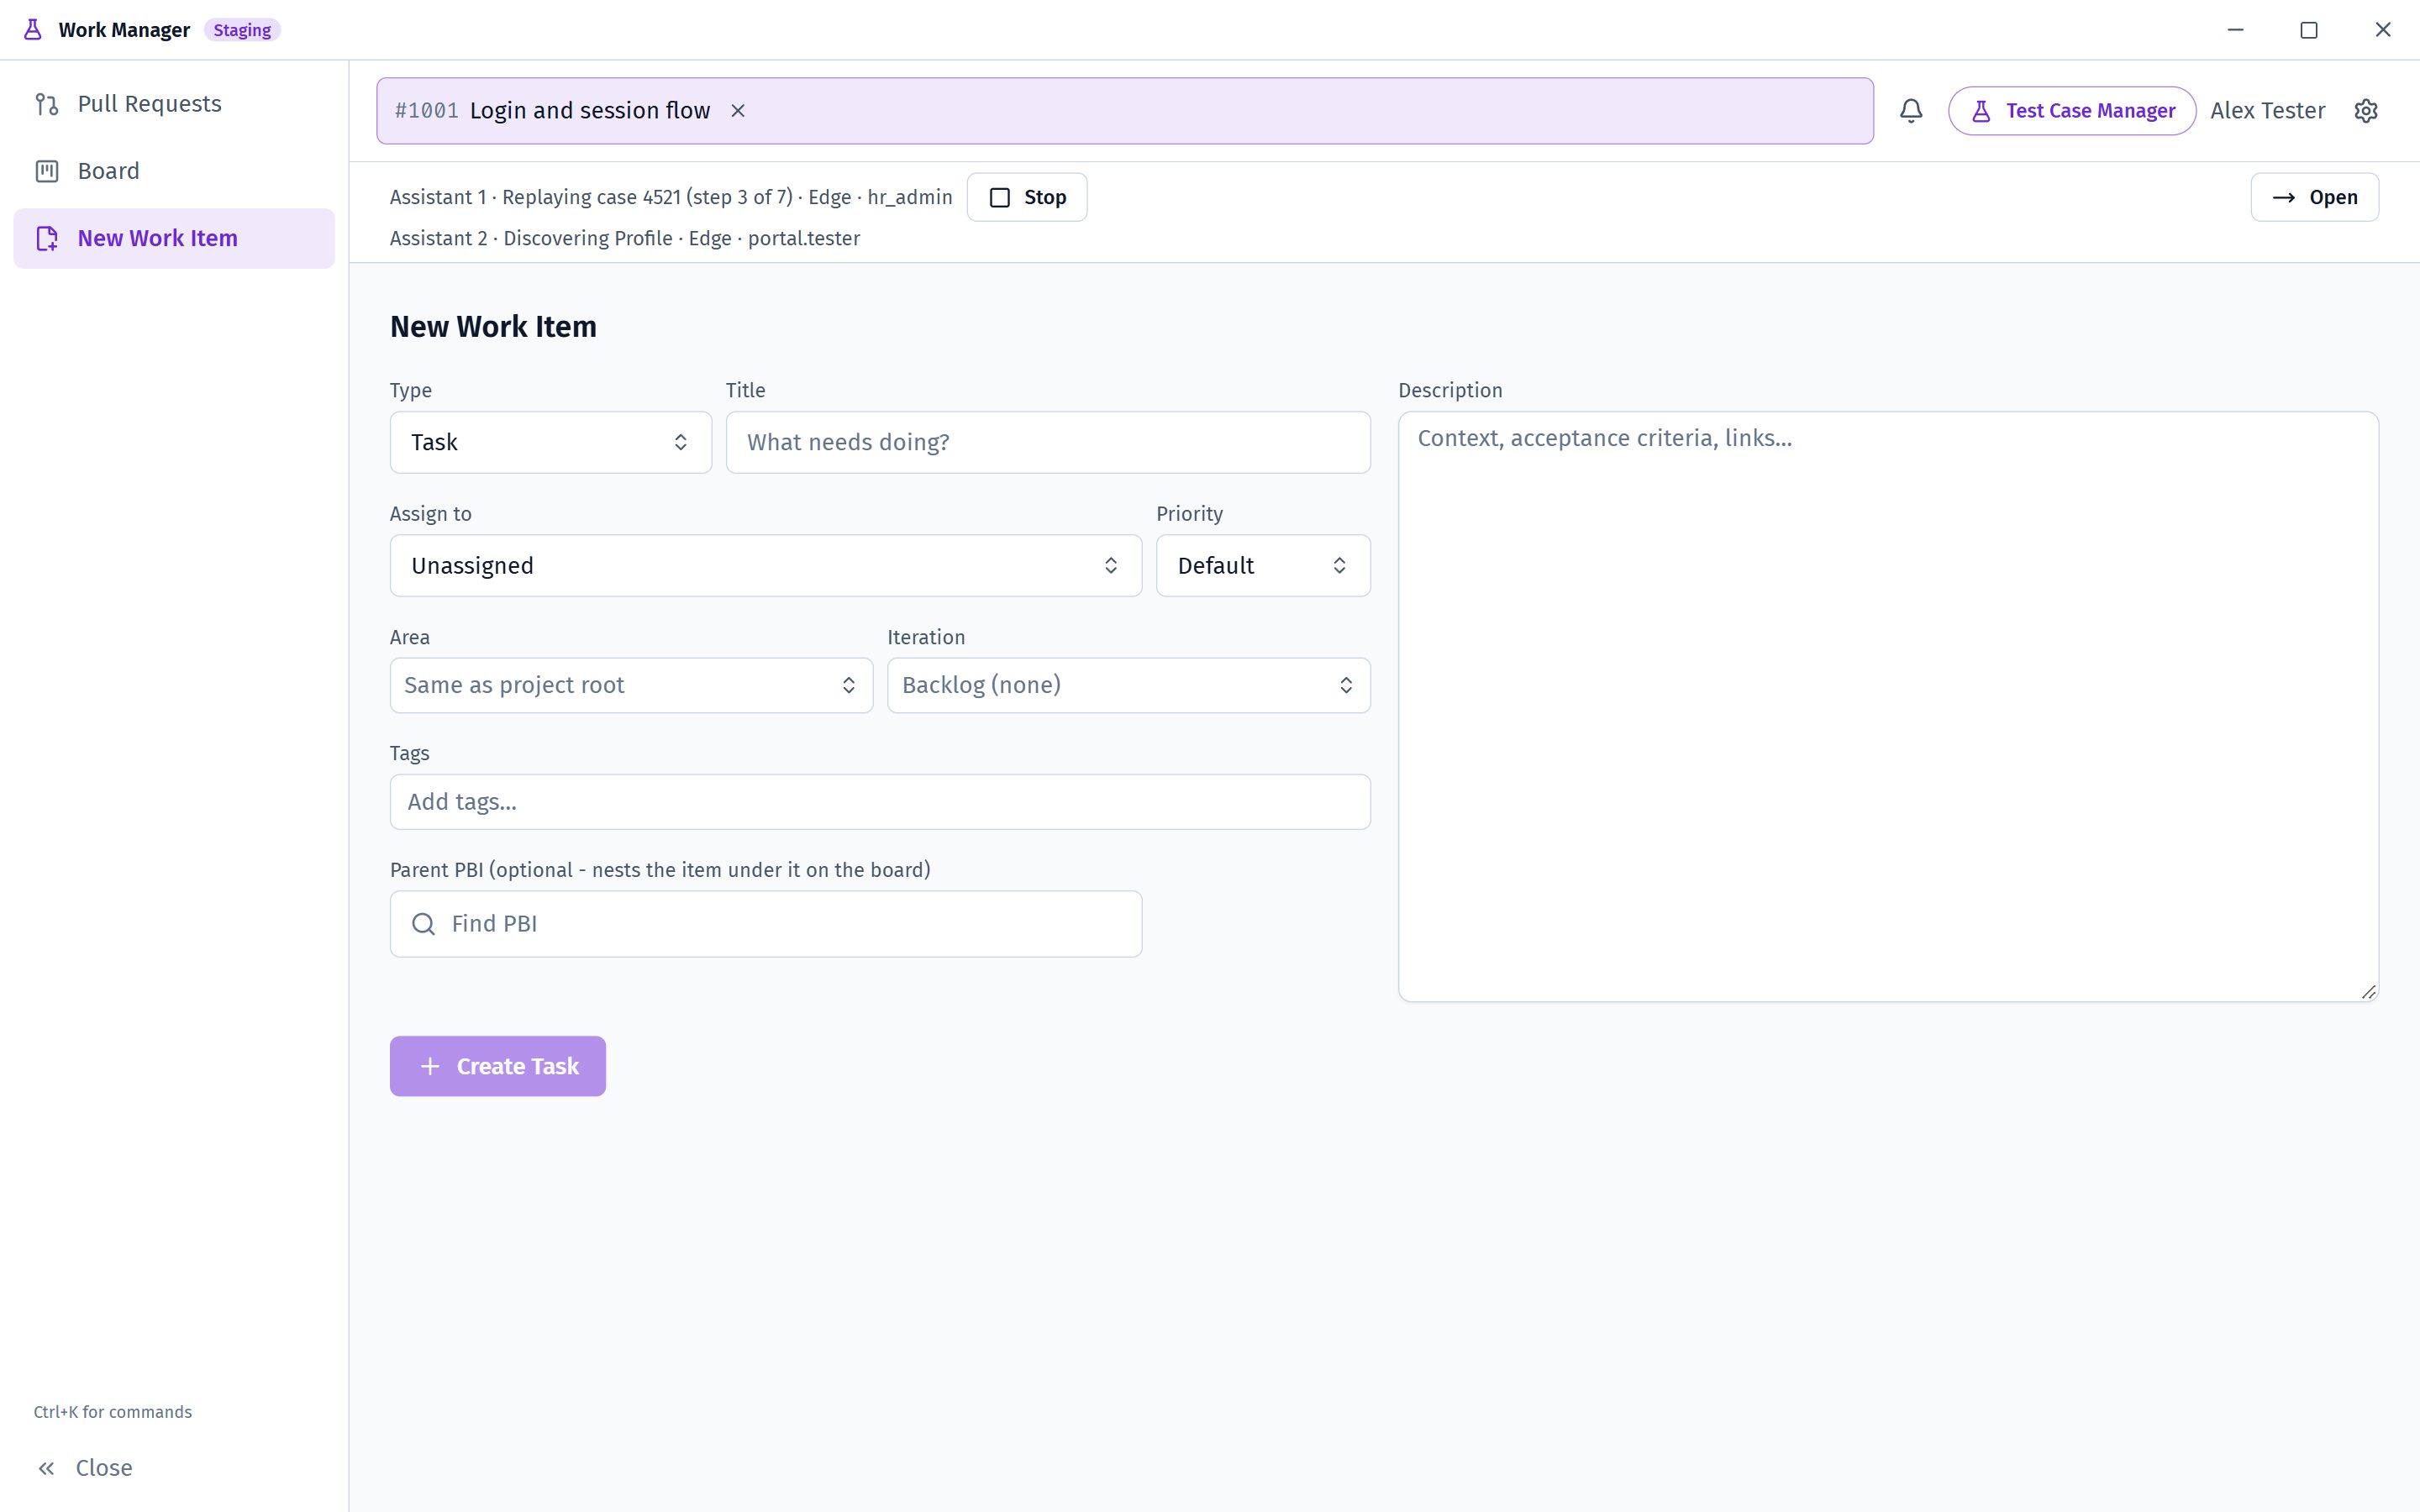 Work Manager Staging
Pull Requests
Board
New Work Item
#1001 Login and session flow
Test Case Manager
Alex Tester
Assistant 1 · Replaying case 4521 (step 3 of 7) · Edge · hr_admin
Stop
Open
Assistant 2 · Discovering Profile · Edge · portal.tester
New Work Item
Type
Title
Description
Task
What needs doing?
Context, acceptance criteria, links...
Assign to
Priority
Unassigned
Default
Area
Iteration
Same as project root
Backlog (none)
Tags
Add tags...
Parent PBI (optional - nests the item under it on the board)
Find PBI
Create Task
Ctrl+K for commands
Close